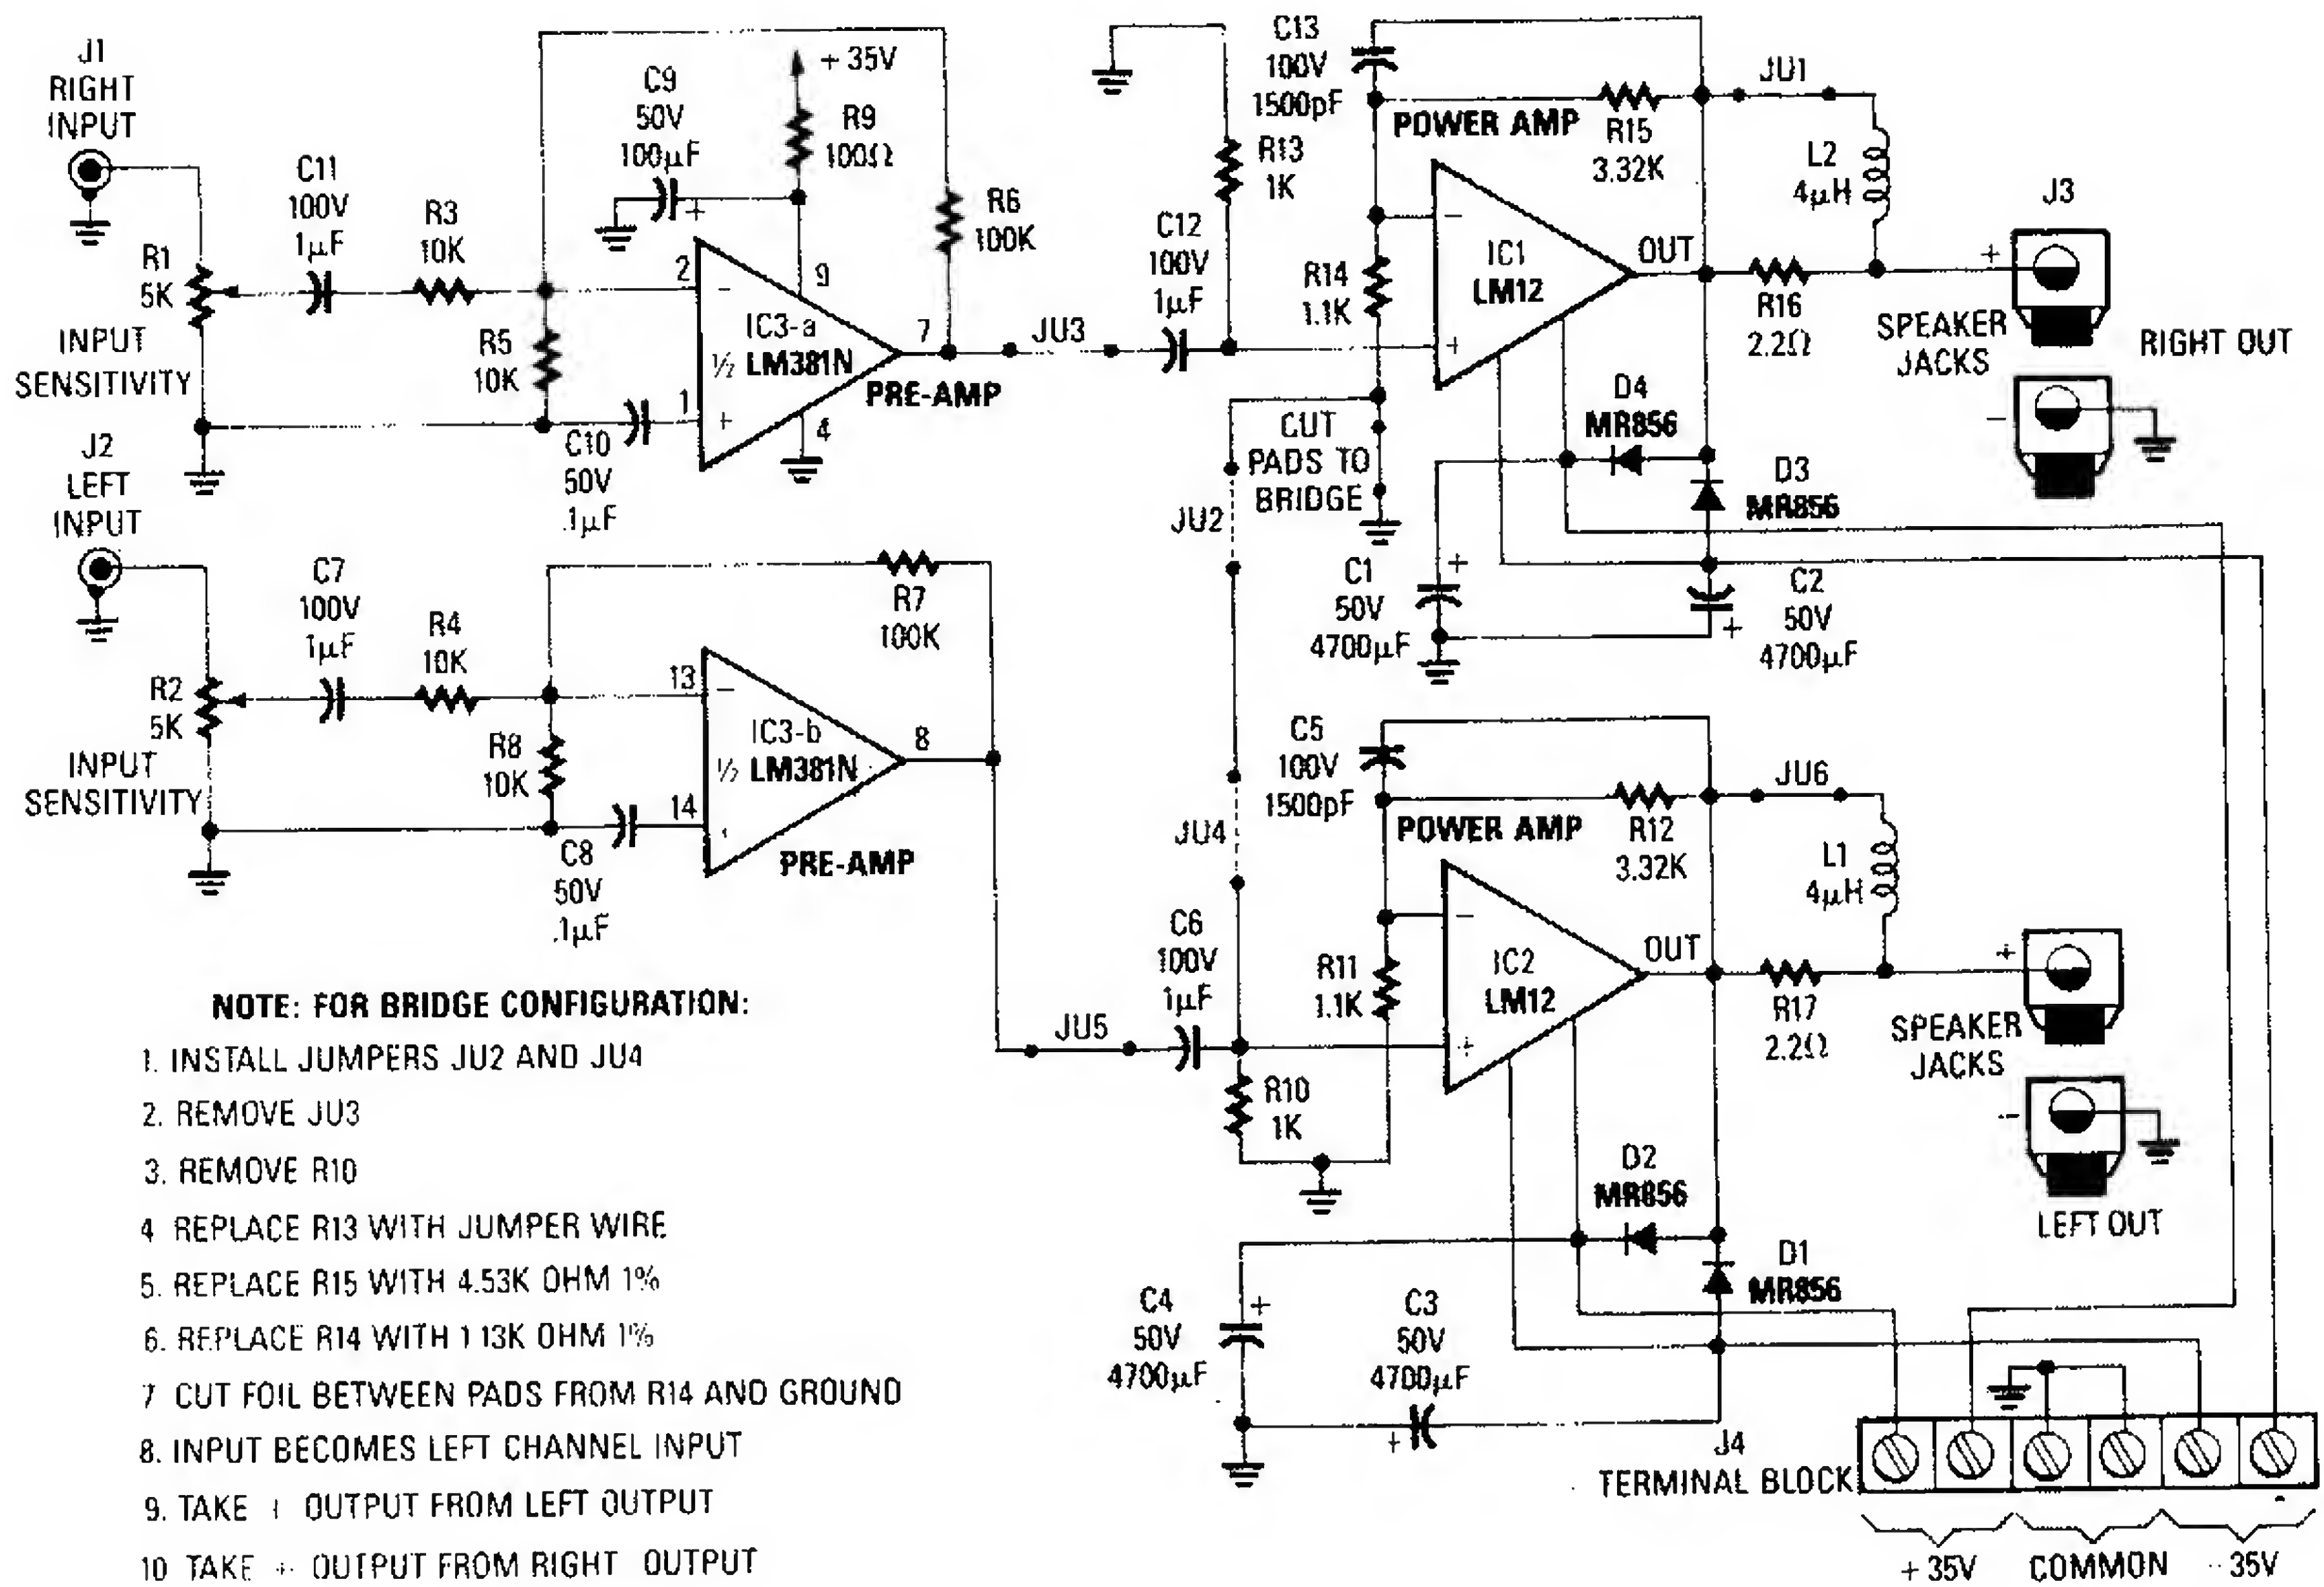 J1
RIGHT
INPUT
R1
5K
INPUT
SENSITIVITY
C11
100V
1µF
R3
10K
R5
10K
C9
50V
100µF
+ 35V
R9
100Ω
R6
100K
2
−
9
IC3-a
½ LM381N
7
1
+
4
PRE-AMP
C10
50V
.1µF
JU3
C12
100V
1µF
R13
1K
C13
100V
1500pF
POWER AMP
R15
3.32K
JU1
L2
4µH
R14
1.1K
−
IC1
LM12
+
OUT
R16
2.2Ω
J3
+
SPEAKER
JACKS
−
RIGHT OUT
CUT
PADS TO
BRIDGE
JU2
D4
MR856
D3
MR856
C1
50V
4700µF
+
C2
50V
4700µF
+
J2
LEFT
INPUT
R2
5K
INPUT
SENSITIVITY
C7
100V
1µF
R4
10K
R8
10K
R7
100K
13
−
IC3-b
½ LM381N
8
14
PRE-AMP
C8
50V
.1µF
JU4
JU5
C6
100V
1µF
R10
1K
C5
100V
1500pF
POWER AMP
R12
3.32K
JU6
L1
4µH
R11
1.1K
−
IC2
LM12
+
OUT
R17
2.2Ω
+
SPEAKER
JACKS
−
LEFT OUT
D2
MR856
D1
MR856
C4
50V
4700µF
+
C3
50V
4700µF
+
J4
TERMINAL BLOCK
+ 35V
COMMON
- 35V
NOTE: FOR BRIDGE CONFIGURATION:
1. INSTALL JUMPERS JU2 AND JU4
2. REMOVE JU3
3. REMOVE R10
4 REPLACE R13 WITH JUMPER WIRE
5. REPLACE R15 WITH 4.53K OHM 1%
6. REPLACE R14 WITH 1 13K OHM 1%
7 CUT FOIL BETWEEN PADS FROM R14 AND GROUND
8. INPUT BECOMES LEFT CHANNEL INPUT
9. TAKE OUTPUT FROM LEFT OUTPUT
10 TAKE OUTPUT FROM RIGHT OUTPUT